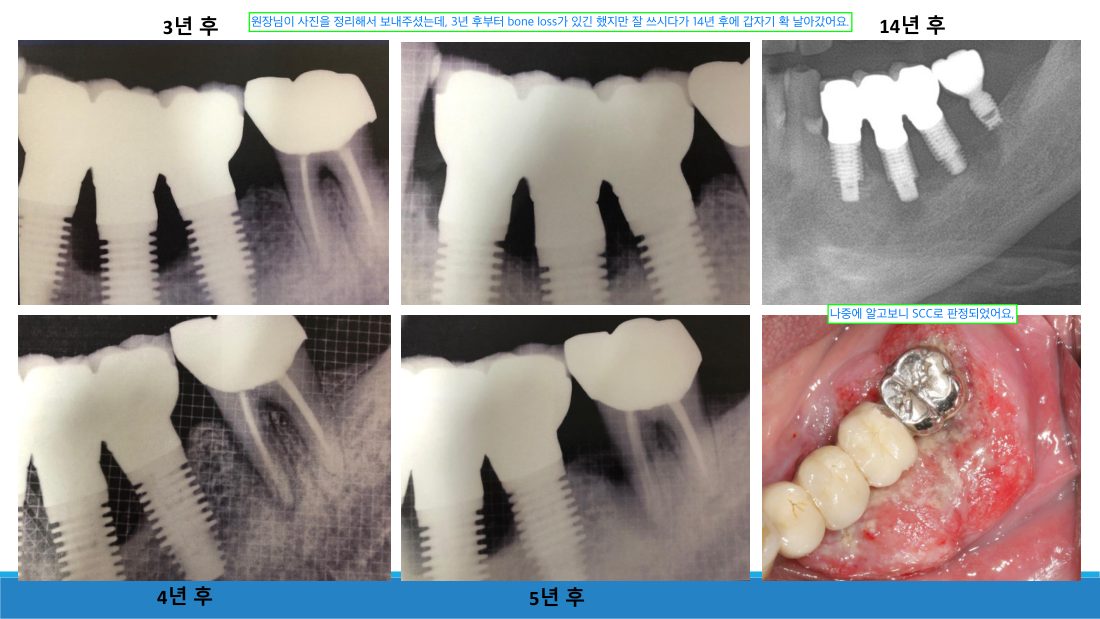 3년 후
원장님이 사진을 정리해서 보내주셨는데, 3년 후부터 bone loss가 있긴 했지만 잘 쓰시다가 14년 후에 갑자기 확 날아갔어요.
14년 후
나중에 알고보니 SCC로 판정되었어요.
4년 후
5년 후